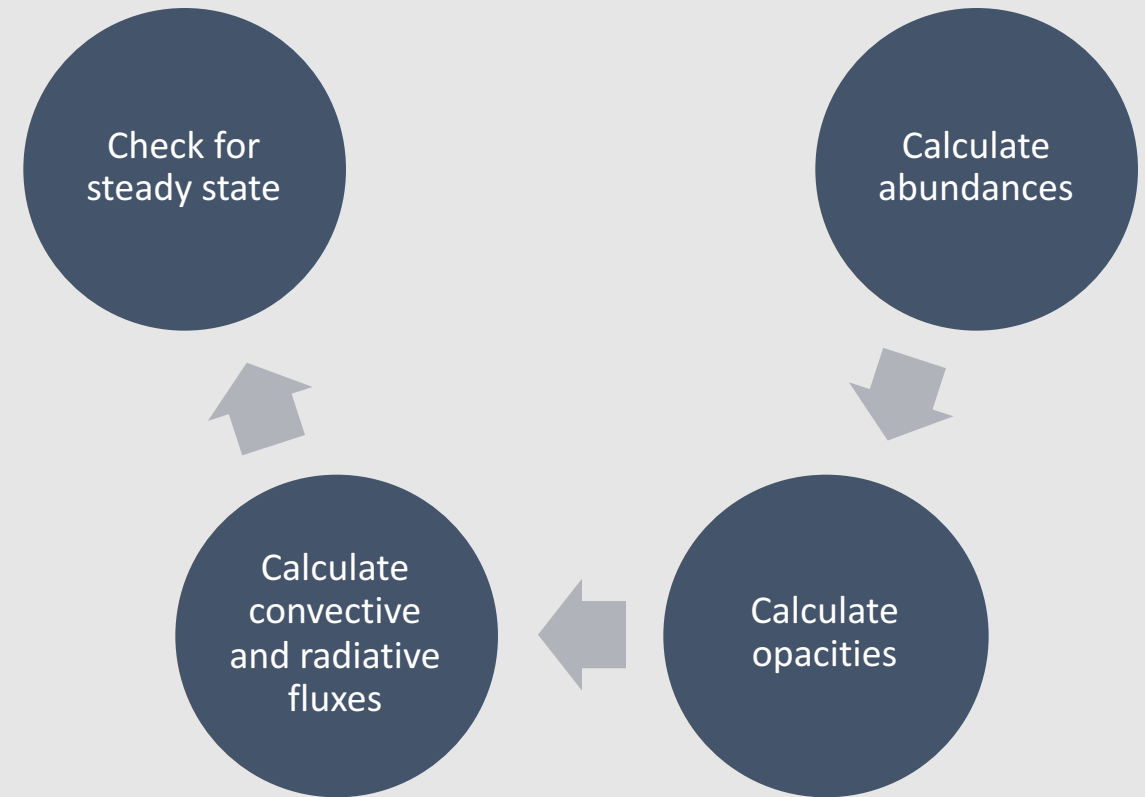 Check for
steady state
Calculate
abundances
Calculate
convective
and radiative
fluxes
Calculate
opacities